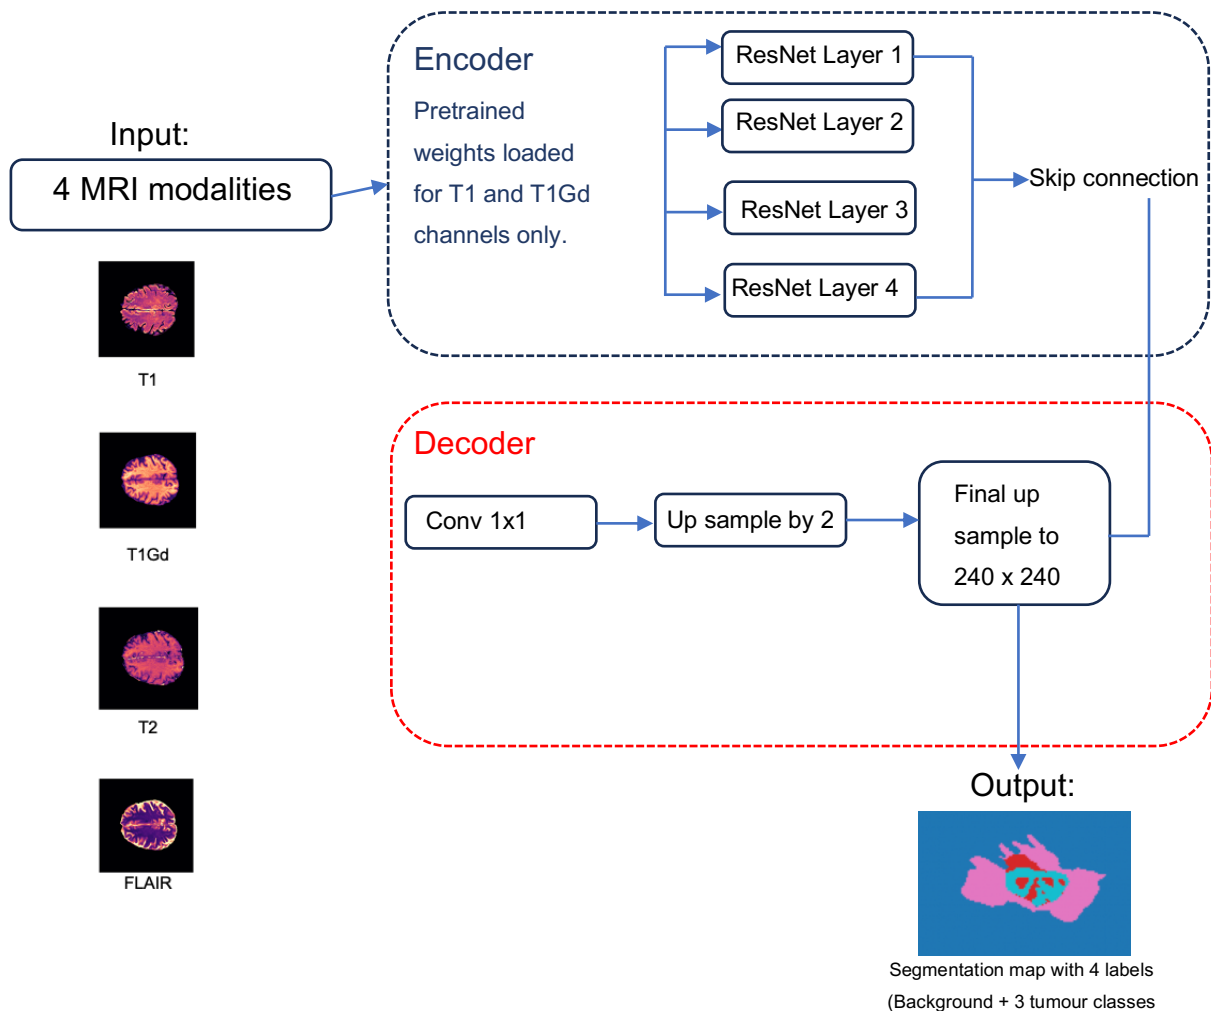 Input:
4 MRI modalities
T1
T1Gd
T2
FLAIR
Encoder
Pretrained
weights loaded
for T1 and T1Gd
channels only.
ResNet Layer 1
ResNet Layer 2
ResNet Layer 3
ResNet Layer 4
Skip connection
Decoder
Conv 1x1
Up sample by 2
Final up
sample to
240 x 240
Output:
Segmentation map with 4 labels
(Background + 3 tumour classes